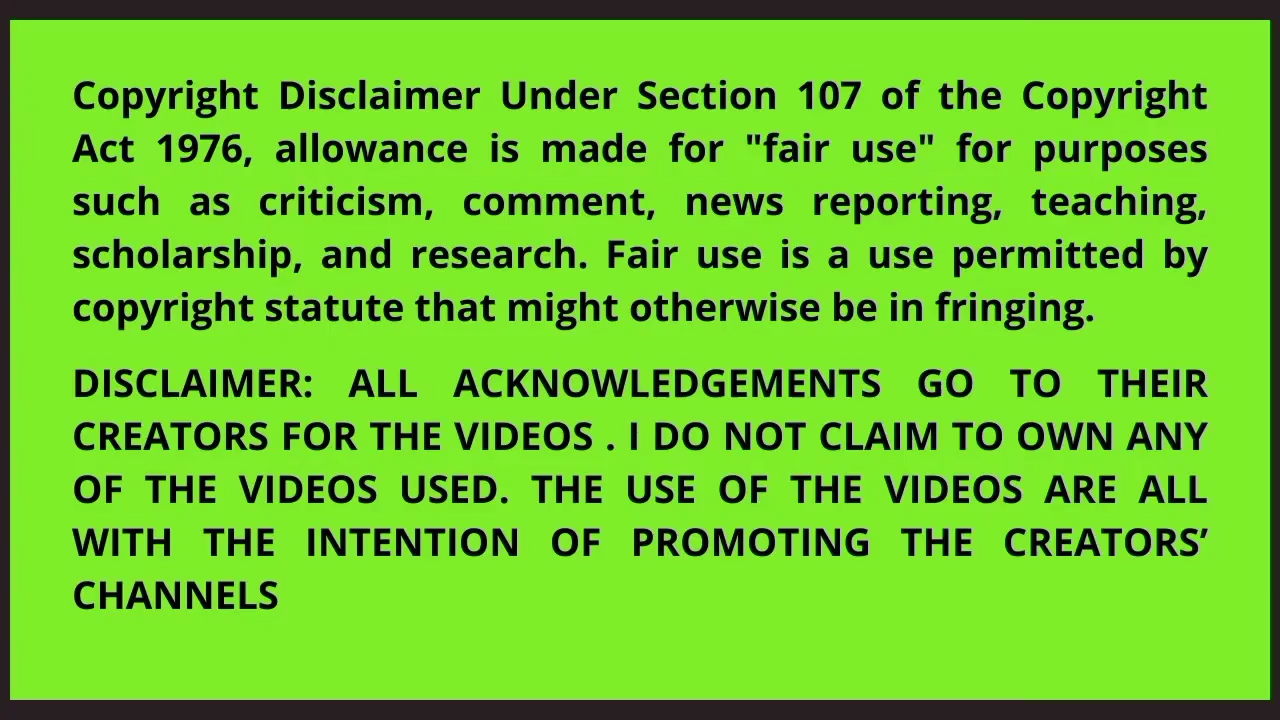 Copyright Disclaimer Under Section 107 of the Copyright
Act 1976, allowance is made for "fair use" for purposes
such as criticism, comment, news reporting, teaching,
scholarship, and research. Fair use is a use permitted by
copyright statute that might otherwise be in fringing.
DISCLAIMER: ALL ACKNOWLEDGEMENTS GO TO THEIR
CREATORS FOR THE VIDEOS . I DO NOT CLAIM TO OWN ANY
OF THE VIDEOS USED. THE USE OF THE VIDEOS ARE ALL
WITH THE INTENTION OF PROMOTING THE CREATORS’
CHANNELS